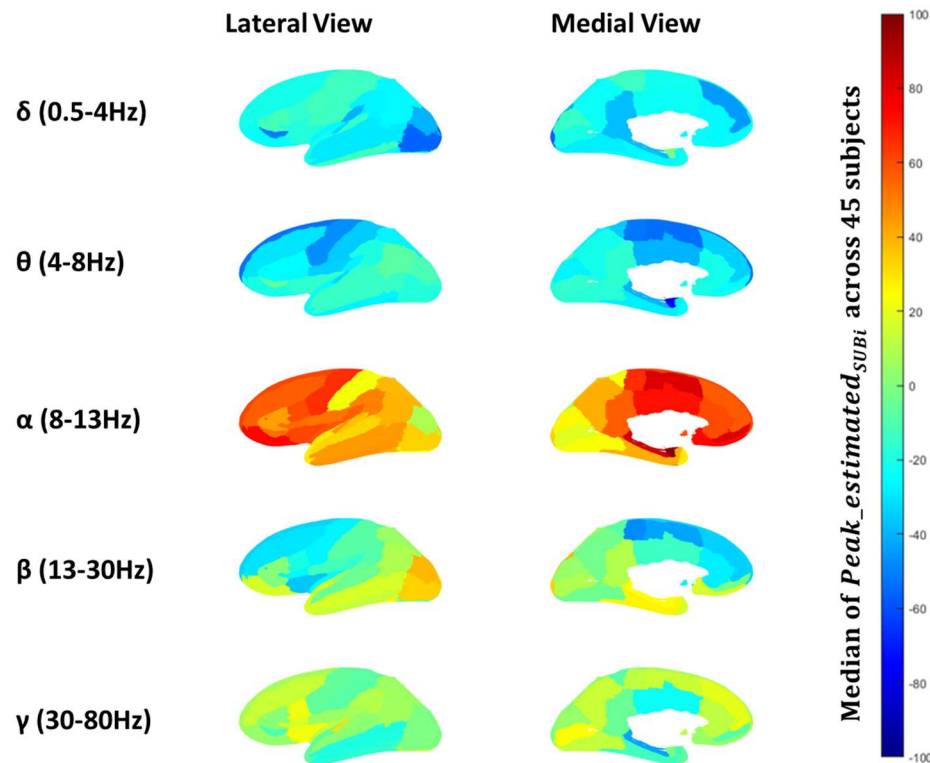 Lateral View
Medial View
δ (0.5-4Hz)
θ (4-8Hz)
α (8-13Hz)
β (13-30Hz)
γ (30-80Hz)
Median of Peak_estimated_SUBi across 45 subjects
100
80
60
40
20
0
-20
-40
-60
-80
-100